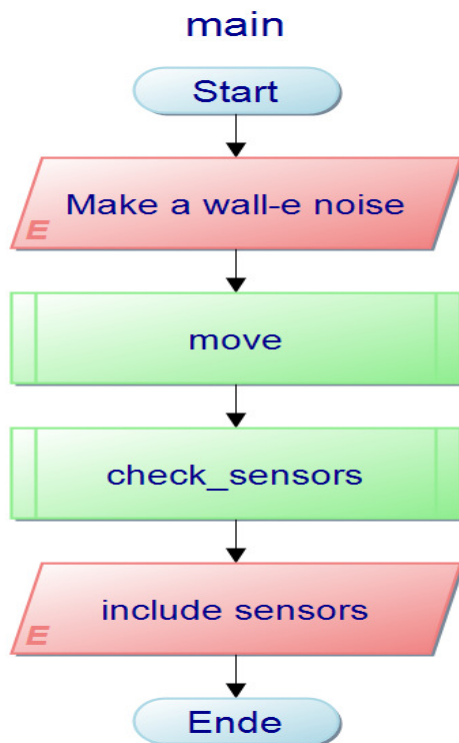 main
Start
Make a wall-e noise
E
move
check_sensors
include sensors
E
Ende